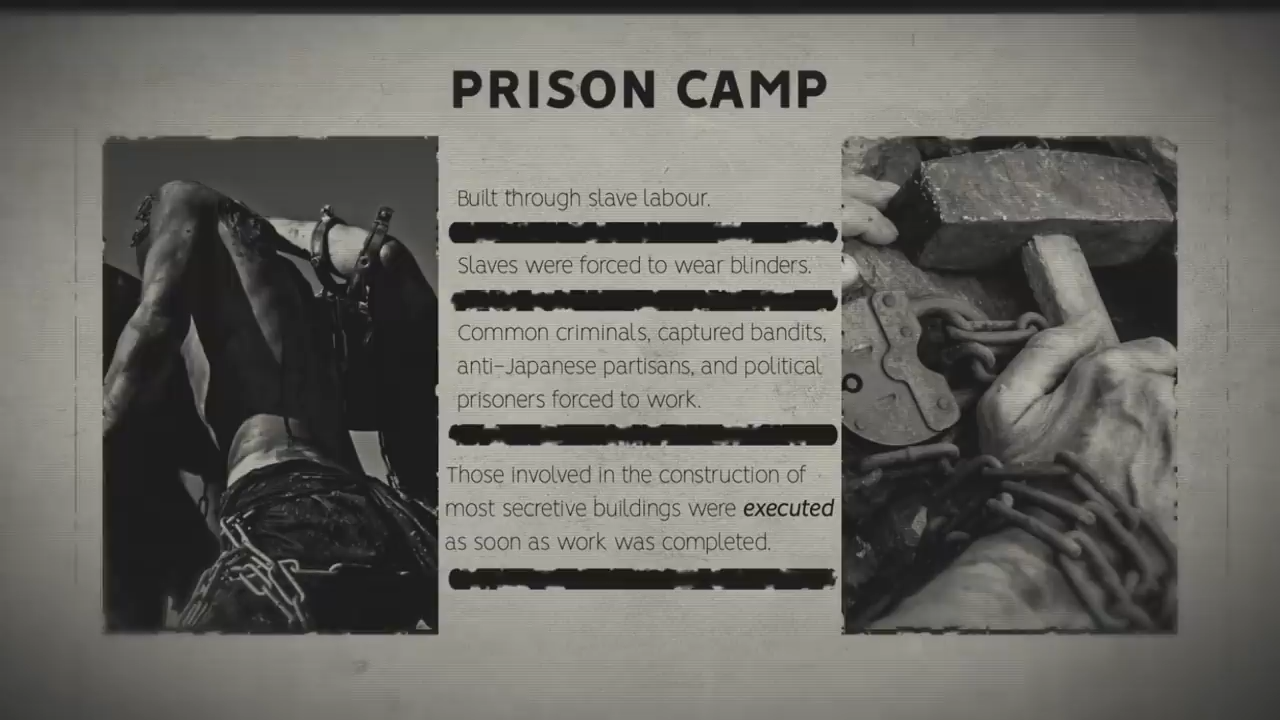 PRISON CAMP
Built through slave labour.
Slaves were forced to wear blinders.
Common criminals, captured bandits,
anti-Japanese partisans, and political
prisoners forced to work.
Those involved in the construction of
most secretive buildings were executed
as soon as work was completed.